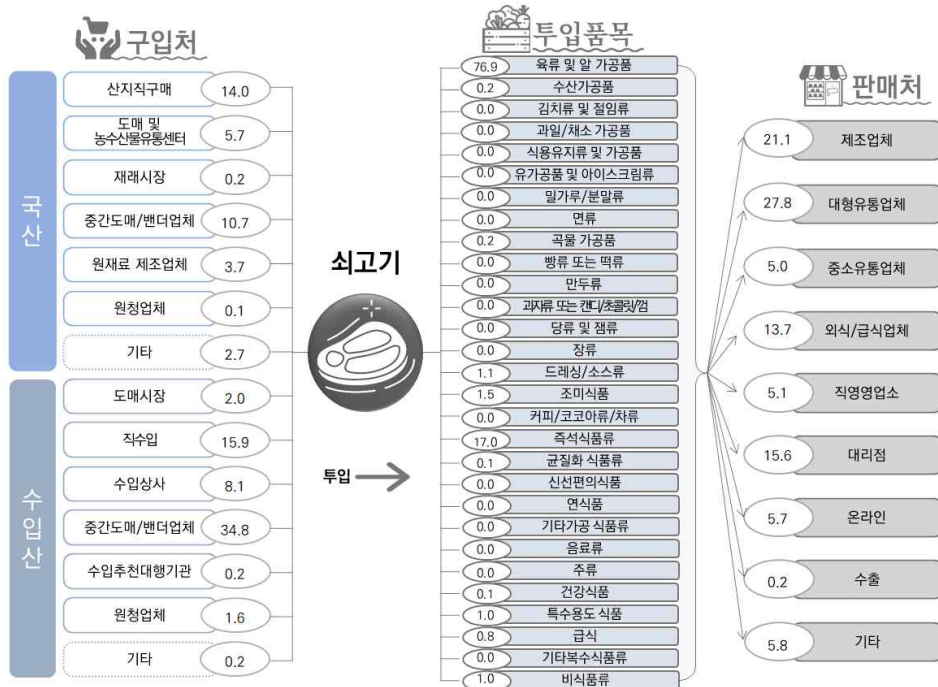 구입처
국산
산지직구매 14.0
도매 및
농수산물유통센터 5.7
재래시장 0.2
중간도매/밴더업체 10.7
원재료 제조업체 3.7
원청업체 0.1
기타 2.7
수입산
도매시장 2.0
직수입 15.9
수입상사 8.1
중간도매/밴더업체 34.8
수입추천대행기관 0.2
원청업체 1.6
기타 0.2
쇠고기
투입
투입품목
76.9 육류 및 알 가공품
0.2 수산가공품
0.0 김치류 및 절임류
0.0 과일/채소 가공품
0.0 식용유지류 및 가공품
0.0 유가공품 및 아이스크림류
0.0 밀가루/분말류
0.0 면류
0.2 곡물 가공품
0.0 빵류 또는 떡류
0.0 만두류
0.0 과자류 또는 캔디/초콜릿/껌
0.0 당류 및 잼류
0.0 장류
1.1 드레싱/소스류
1.5 조미식품
0.0 커피/코코아류/차류
17.0 즉석식품류
0.1 균질화 식품류
0.0 신선편의식품
0.0 연식품
0.0 기타가공 식품류
0.0 음료류
0.0 주류
0.1 건강식품
1.0 특수용도 식품
0.8 급식
0.0 기타복수식품류
1.0 비식품류
판매처
21.1 제조업체
27.8 대형유통업체
5.0 중소유통업체
13.7 외식/급식업체
5.1 직영영업소
15.6 대리점
5.7 온라인
0.2 수출
5.8 기타